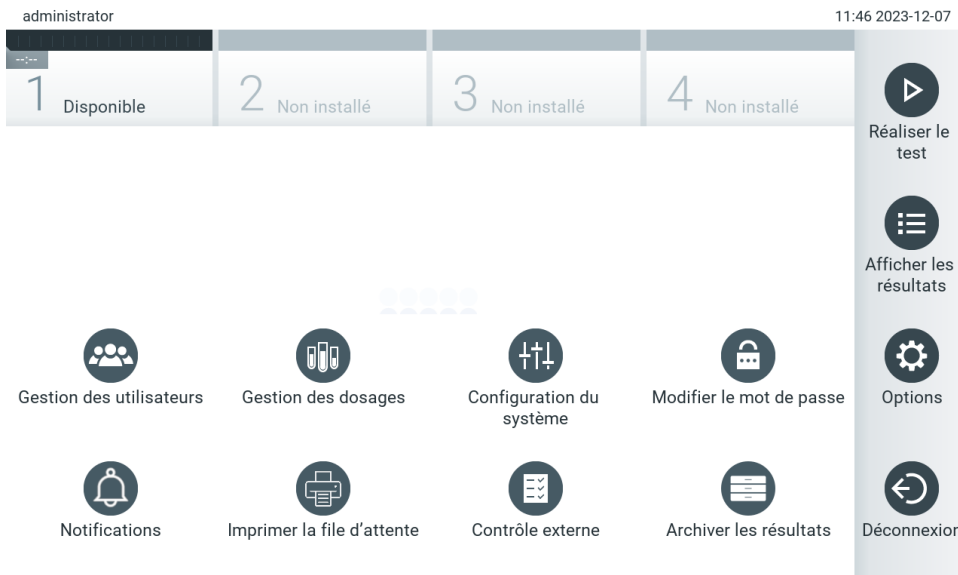 administrator
11:46 2023-12-07
--:--
1 Disponible
2 Non installé
3 Non installé
4 Non installé
Réaliser le
test
Afficher les
résultats
Gestion des utilisateurs
Gestion des dosages
Configuration du
système
Modifier le mot de passe
Options
Notifications
Imprimer la file d'attente
Contrôle externe
Archiver les résultats
Déconnexion